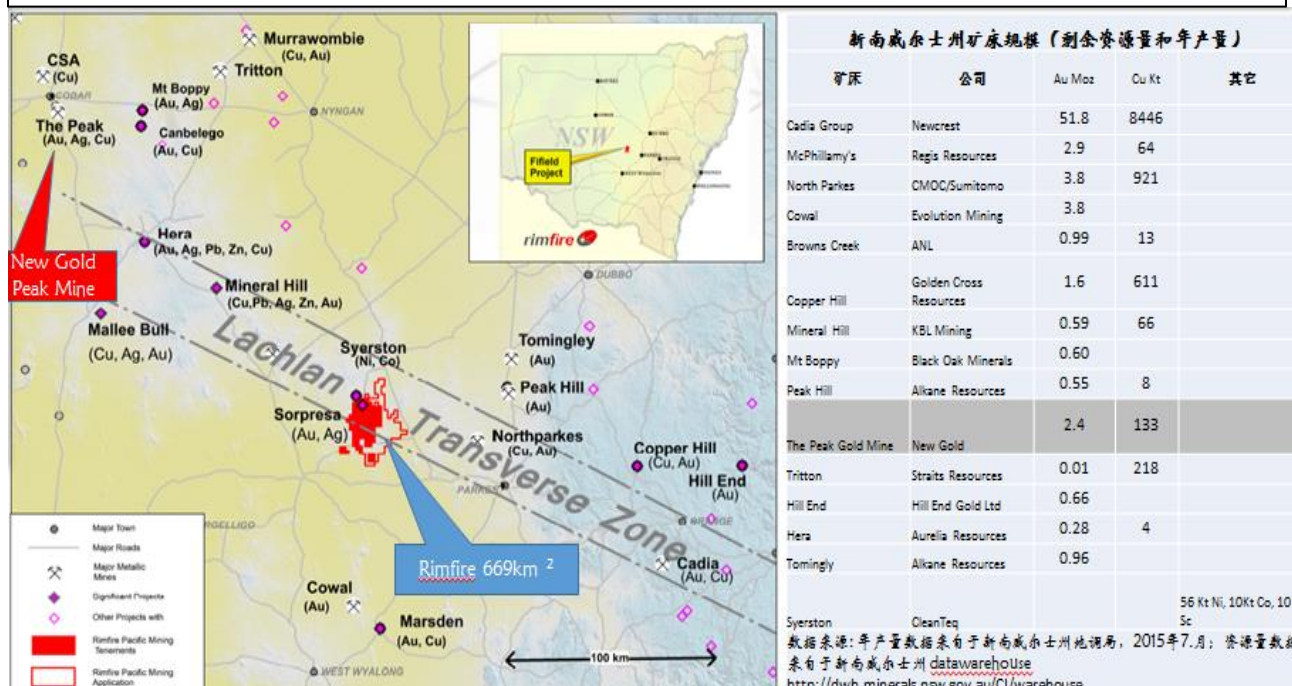 Murrawombie
(Cu, Au)
Tritton
CSA
(Cu)
COBAR
Mt Boppy
(Au, Ag)
NYNGAN
The Peak
(Au, Ag, Cu)
Canbelego
(Au, Cu)
NSW
Fifield
Project
rimfire
Hera
(Au, Ag, Pb, Zn, Cu)
New Gold
Peak Mine
DUBBO
Mineral Hill
(Cu,Pb, Ag, Zn, Au)
Mallee Bull
(Cu, Ag, Au)
Lachlan Transverse Zone
Syerston
(Ni, Co)
Tomingley
(Au)
Peak Hill
(Au)
Sorpresa
(Au, Ag)
Northparkes
(Cu, Au)
Copper Hill
(Cu, Au)
Hill End
(Au)
PARKES
ORANGE
Rimfire 669km ²
Cadia
(Au, Cu)
Cowal
(Au)
Marsden
(Au, Cu)
WEST WYALONG
100 km
Major Town
Major Roads
Major Metallic
Mines
Significant Projects
Other Projects with
Rimfire Pacific Mining
Tenements
Rimfire Pacific Mining
Application
新南威尔士州矿床规模（剩余资源量和年产量）
矿床 公司 Au Moz Cu Kt 其它
Cadia Group Newcrest 51.8 8446
McPhillamy's Regis Resources 2.9 64
North Parkes CMOC/Sumitomo 3.8 921
Cowal Evolution Mining 3.8
Browns Creek ANL 0.99 13
Copper Hill Golden Cross Resources 1.6 611
Mineral Hill KBL Mining 0.59 66
Mt Boppy Black Oak Minerals 0.60
Peak Hill Alkane Resources 0.55 8
The Peak Gold Mine New Gold 2.4 133
Tritton Straits Resources 0.01 218
Hill End Hill End Gold Ltd 0.66
Hera Aurelia Resources 0.28 4
Tomingly Alkane Resources 0.96
Syerston CleanTeq 56 Kt Ni, 10Kt Co, 10 Sc
数据来源: 年产量数据来自于新南威尔士州地调局, 2015年7.月; 资源量数据
来自于新南威尔士州 datawarehouse
http://dwh.minerals.nsw.gov.au/CI/warehouse